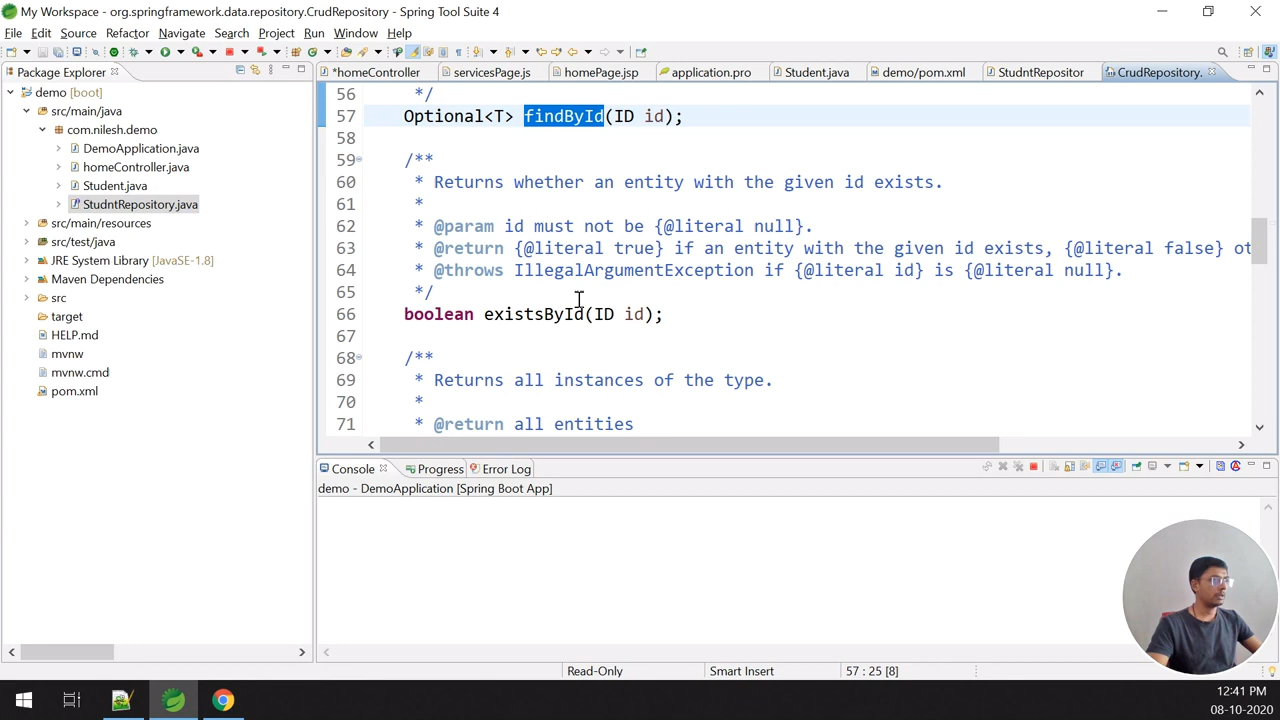 My Workspace - org.springframework.data.repository.CrudRepository - Spring Tool Suite 4
File Edit Source Refactor Navigate Search Project Run Window Help
Package Explorer
*homeController servicesPage.js homePage.jsp application.pro Student.java demo/pom.xml StudntRepositor CrudRepository.
demo [boot]
src/main/java
com.nilesh.demo
DemoApplication.java
homeController.java
Student.java
StudntRepository.java
src/main/resources
src/test/java
JRE System Library [JavaSE-1.8]
Maven Dependencies
src
target
HELP.md
mvnw
mvnw.cmd
pom.xml
56 */
57 Optional<T> findById(ID id);
58
59 /**
60 * Returns whether an entity with the given id exists.
61 *
62 * @param id must not be {@literal null}.
63 * @return {@literal true} if an entity with the given id exists, {@literal false} ot
64 * @throws IllegalArgumentException if {@literal id} is {@literal null}.
65 */
66 boolean existsById(ID id);
67
68 /**
69 * Returns all instances of the type.
70 *
71 * @return all entities
Console Progress Error Log
demo - DemoApplication [Spring Boot App]
Read-Only Smart Insert 57 : 25 [8]
12:41 PM
08-10-2020